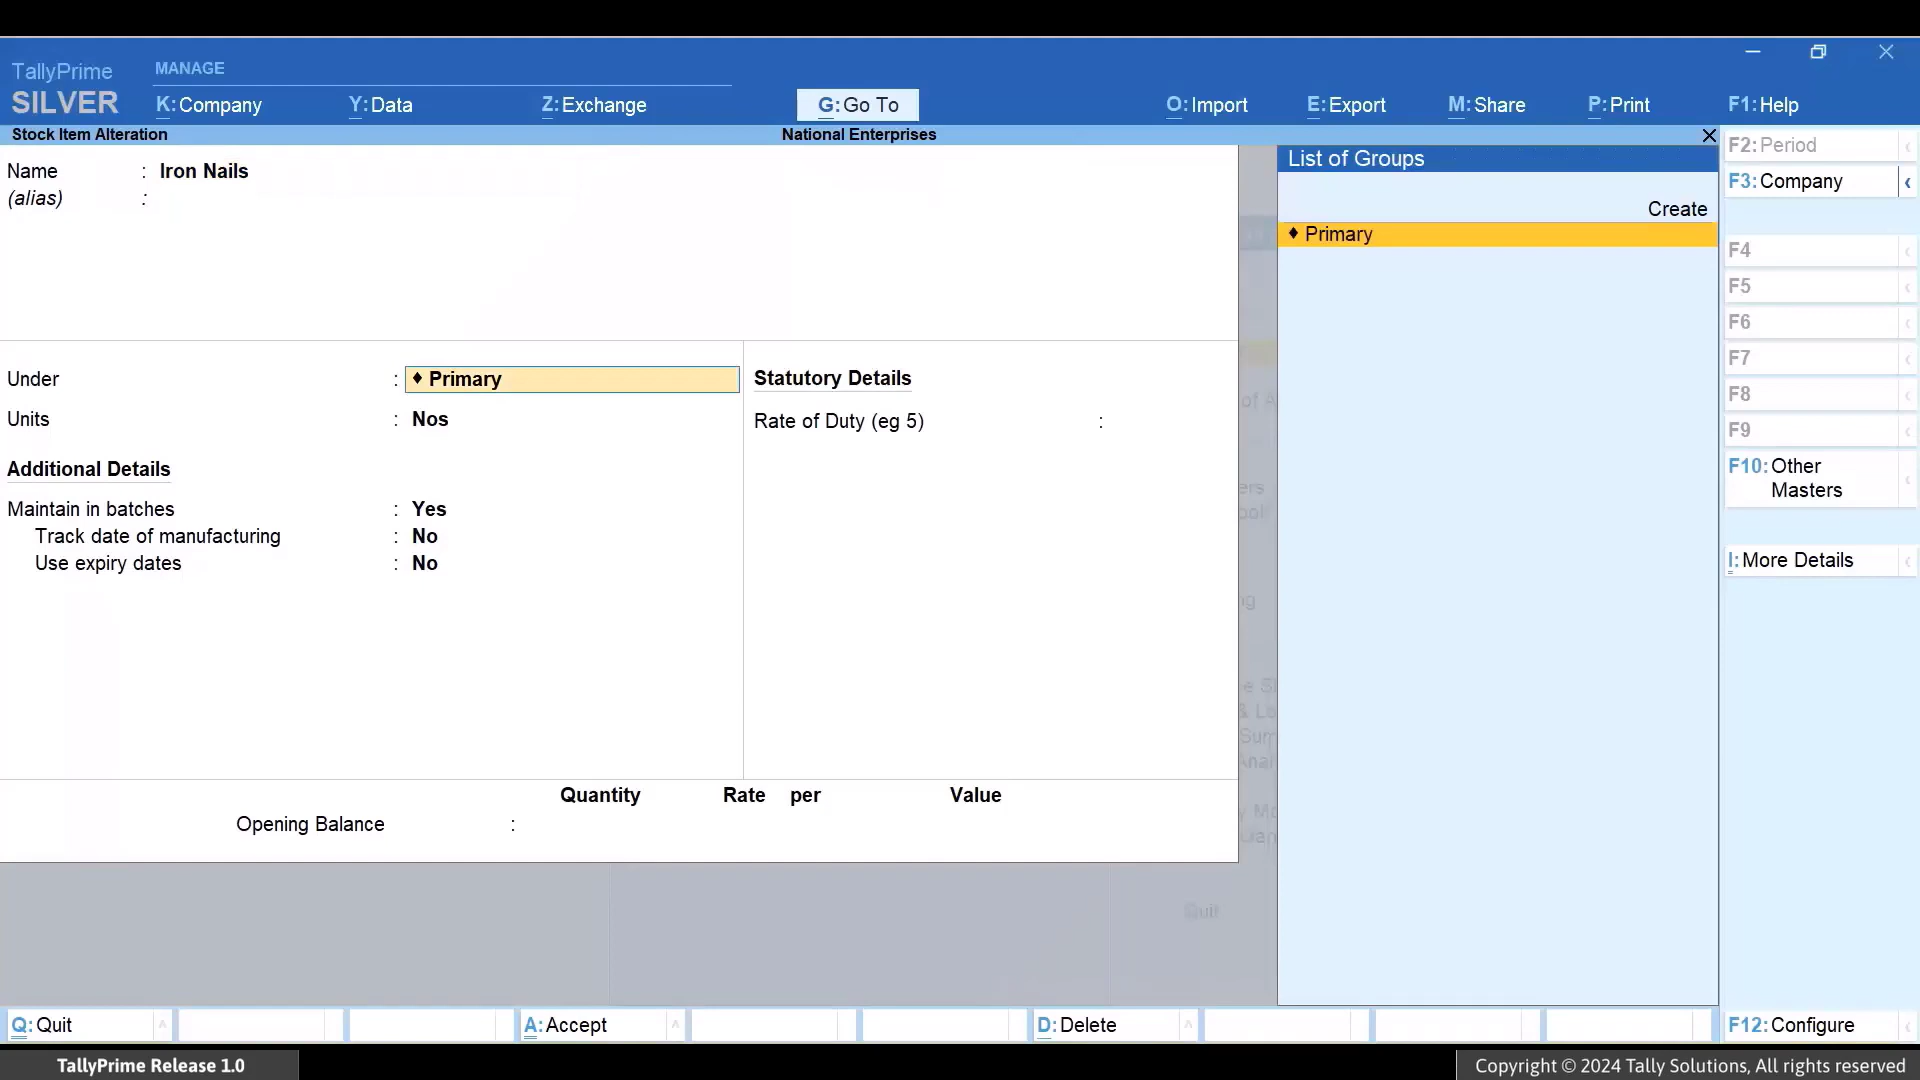 TallyPrime
SILVER
MANAGE
K:Company
Y:Data
Z:Exchange
G:Go To
O:Import
E:Export
M:Share
P:Print
F1:Help
Stock Item Alteration
National Enterprises
Name : Iron Nails
(alias) :
Under : ♦ Primary
Units : Nos
Additional Details
Maintain in batches : Yes
Track date of manufacturing : No
Use expiry dates : No
Statutory Details
Rate of Duty (eg 5) :
Quantity Rate per Value
Opening Balance :
Quit
List of Groups
Create
♦ Primary
F2:Period
F3:Company
F4
F5
F6
F7
F8
F9
F10:Other
Masters
I:More Details
F12:Configure
Q:Quit
A:Accept
D:Delete
TallyPrime Release 1.0
Copyright © 2024 Tally Solutions, All rights reserved